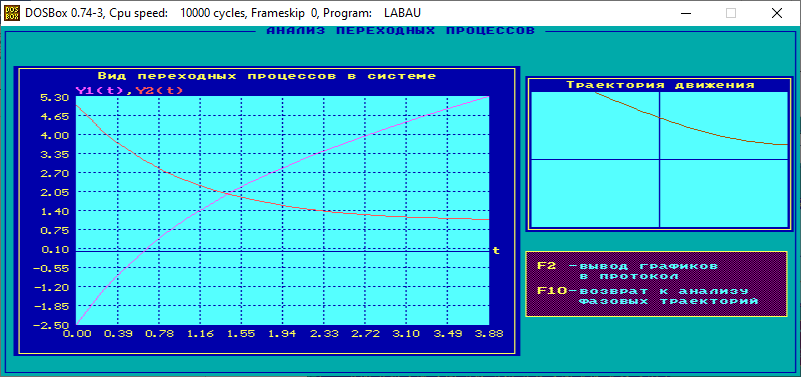 DOSBox 0.74-3, Cpu speed: 10000 cycles, Frameskip 0, Program: LABAU
АНАЛИЗ ПЕРЕХОДНЫХ ПРОЦЕССОВ
Вид переходных процессов в системе
Y1(t),Y2(t)
5.30
4.65
4.00
3.35
2.70
2.05
1.40
0.75
0.10
-0.55
-1.20
-1.85
-2.50
t
0.00 0.39 0.78 1.16 1.55 1.94 2.33 2.72 3.10 3.49 3.88
Траектория движения
F2 -вывод графиков
в протокол
F10-возврат к анализу
фазовых траекторий